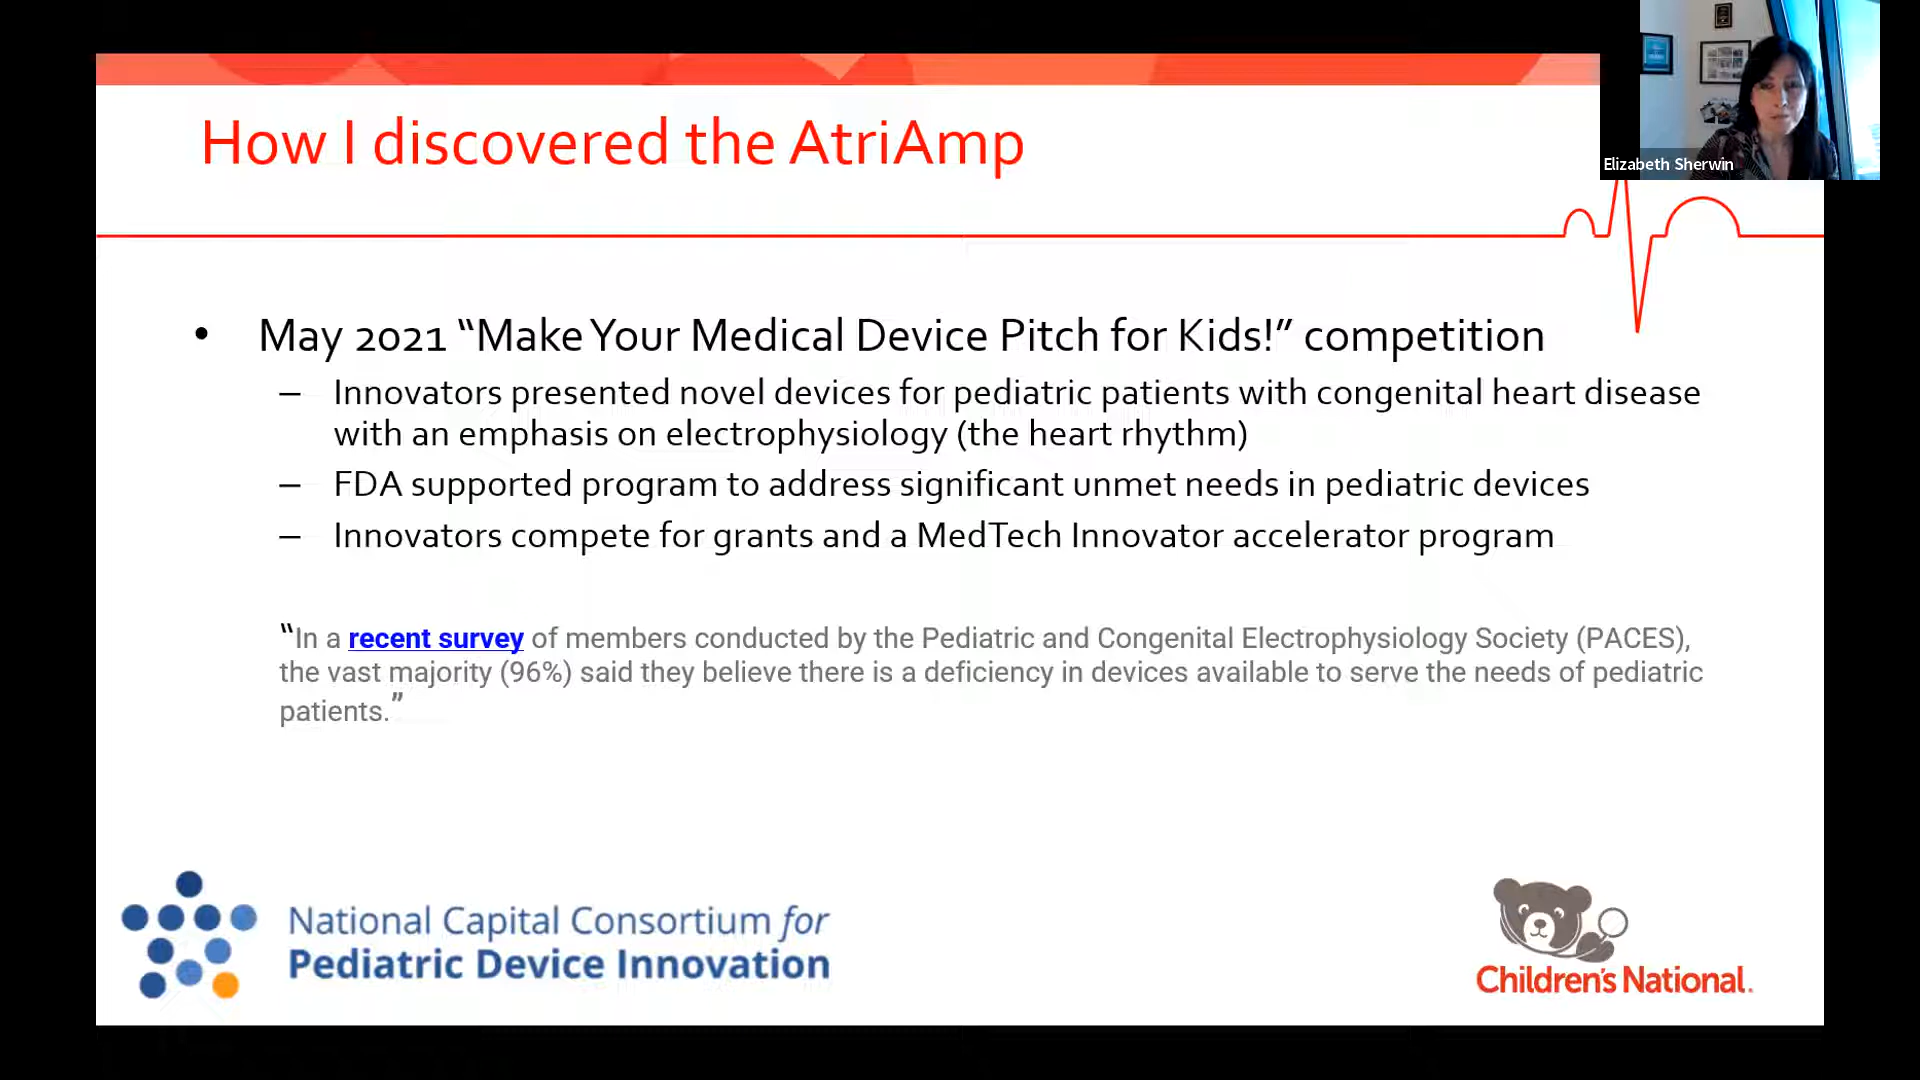 How I discovered the AtriAmp
Elizabeth Sherwin
• May 2021 “Make Your Medical Device Pitch for Kids!” competition
– Innovators presented novel devices for pediatric patients with congenital heart disease
with an emphasis on electrophysiology (the heart rhythm)
– FDA supported program to address significant unmet needs in pediatric devices
– Innovators compete for grants and a MedTech Innovator accelerator program
“In a recent survey of members conducted by the Pediatric and Congenital Electrophysiology Society (PACES),
the vast majority (96%) said they believe there is a deficiency in devices available to serve the needs of pediatric
patients.”
National Capital Consortium for
Pediatric Device Innovation
Children's National.